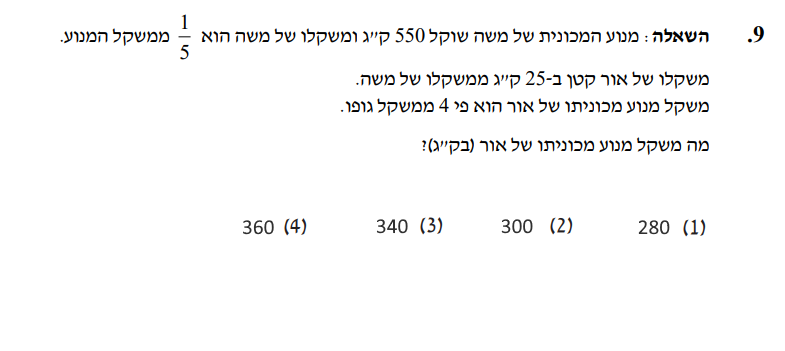 9. השאלה: מנוע המכונית של משה שוקל 550 ק״ג ומשקלו של משה הוא 1/5 ממשקל המנוע.
משקלו של אור קטן ב-25 ק״ג ממשקלו של משה.
משקל מנוע מכוניתו של אור הוא פי 4 ממשקל גופו.
מה משקל מנוע מכוניתו של אור (בק״ג)?
(1) 280 (2) 300 (3) 340 (4) 360